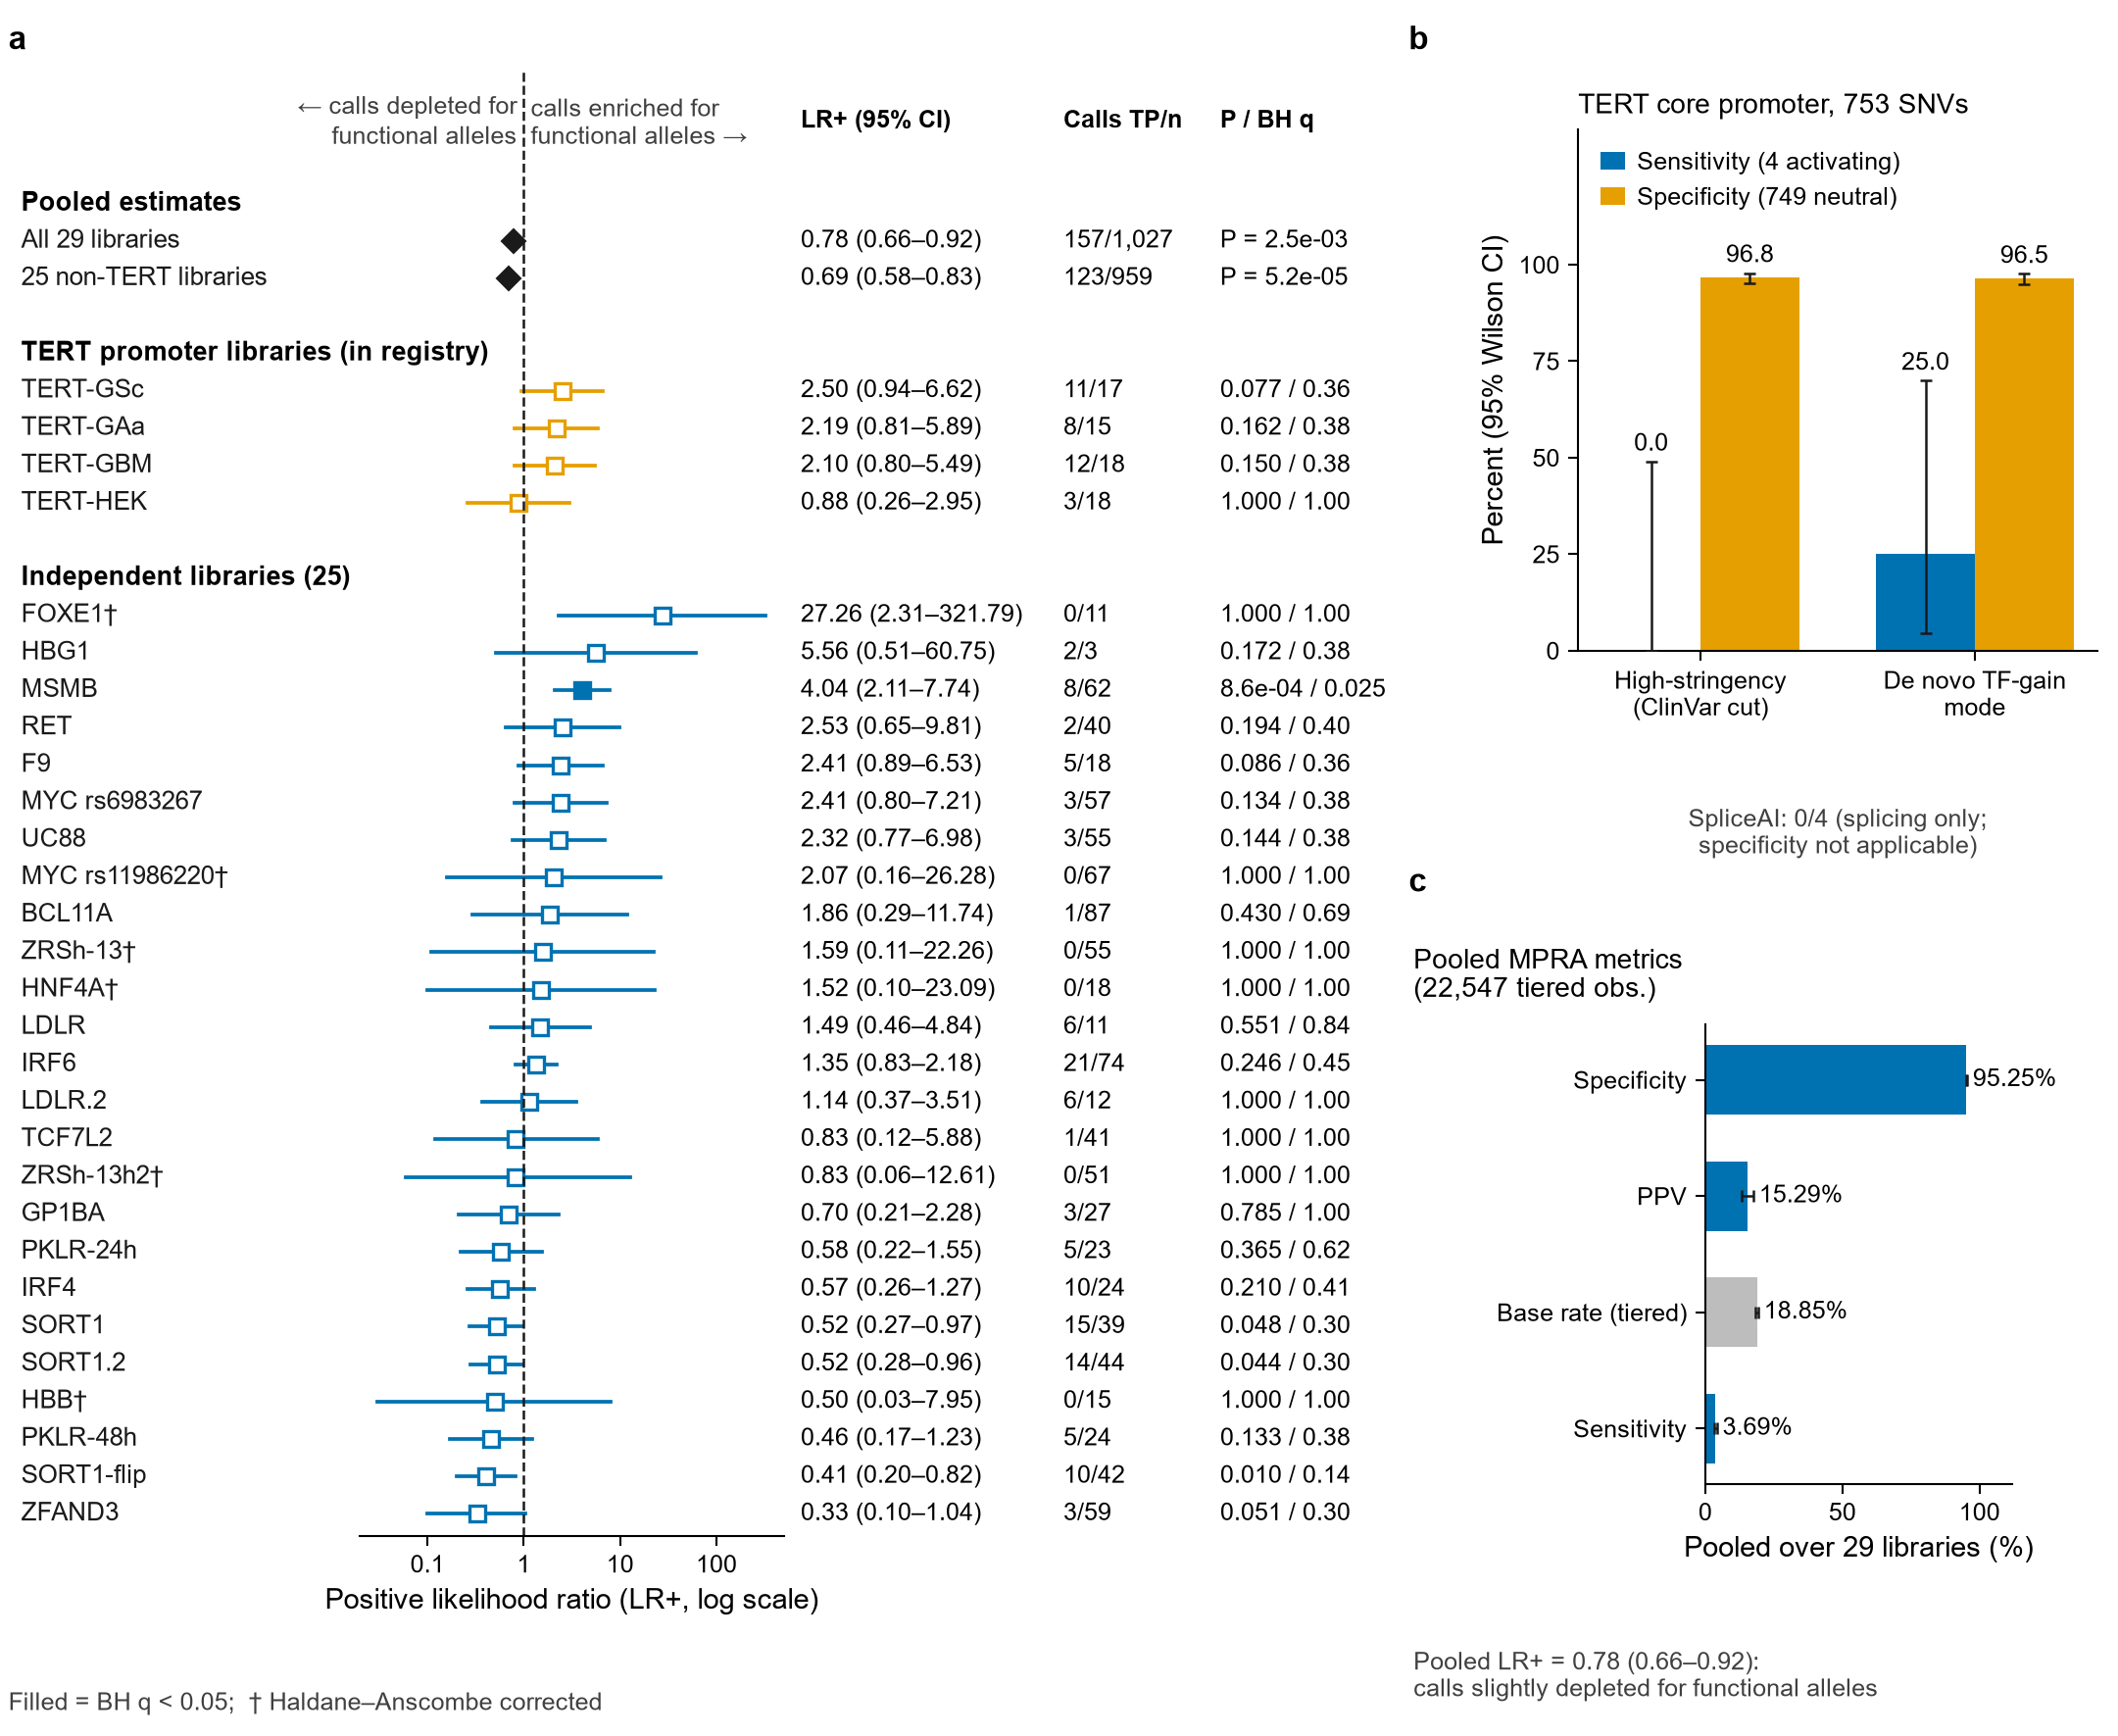 a
← calls depleted for
functional alleles
calls enriched for
functional alleles →
LR+ (95% CI) Calls TP/n P / BH q
Pooled estimates
All 29 libraries 0.78 (0.66–0.92) 157/1,027 P = 2.5e-03
25 non-TERT libraries 0.69 (0.58–0.83) 123/959 P = 5.2e-05
TERT promoter libraries (in registry)
TERT-GSc 2.50 (0.94–6.62) 11/17 0.077 / 0.36
TERT-GAa 2.19 (0.81–5.89) 8/15 0.162 / 0.38
TERT-GBM 2.10 (0.80–5.49) 12/18 0.150 / 0.38
TERT-HEK 0.88 (0.26–2.95) 3/18 1.000 / 1.00
Independent libraries (25)
FOXE1† 27.26 (2.31–321.79) 0/11 1.000 / 1.00
HBG1 5.56 (0.51–60.75) 2/3 0.172 / 0.38
MSMB 4.04 (2.11–7.74) 8/62 8.6e-04 / 0.025
RET 2.53 (0.65–9.81) 2/40 0.194 / 0.40
F9 2.41 (0.89–6.53) 5/18 0.086 / 0.36
MYC rs6983267 2.41 (0.80–7.21) 3/57 0.134 / 0.38
UC88 2.32 (0.77–6.98) 3/55 0.144 / 0.38
MYC rs11986220† 2.07 (0.16–26.28) 0/67 1.000 / 1.00
BCL11A 1.86 (0.29–11.74) 1/87 0.430 / 0.69
ZRSh-13† 1.59 (0.11–22.26) 0/55 1.000 / 1.00
HNF4A† 1.52 (0.10–23.09) 0/18 1.000 / 1.00
LDLR 1.49 (0.46–4.84) 6/11 0.551 / 0.84
IRF6 1.35 (0.83–2.18) 21/74 0.246 / 0.45
LDLR.2 1.14 (0.37–3.51) 6/12 1.000 / 1.00
TCF7L2 0.83 (0.12–5.88) 1/41 1.000 / 1.00
ZRSh-13h2† 0.83 (0.06–12.61) 0/51 1.000 / 1.00
GP1BA 0.70 (0.21–2.28) 3/27 0.785 / 1.00
PKLR-24h 0.58 (0.22–1.55) 5/23 0.365 / 0.62
IRF4 0.57 (0.26–1.27) 10/24 0.210 / 0.41
SORT1 0.52 (0.27–0.97) 15/39 0.048 / 0.30
SORT1.2 0.52 (0.28–0.96) 14/44 0.044 / 0.30
HBB† 0.50 (0.03–7.95) 0/15 1.000 / 1.00
PKLR-48h 0.46 (0.17–1.23) 5/24 0.133 / 0.38
SORT1-flip 0.41 (0.20–0.82) 10/42 0.010 / 0.14
ZFAND3 0.33 (0.10–1.04) 3/59 0.051 / 0.30
0.1 1 10 100
Positive likelihood ratio (LR+, log scale)
Filled = BH q < 0.05; † Haldane–Anscombe corrected
b
TERT core promoter, 753 SNVs
Sensitivity (4 activating)
Specificity (749 neutral)
Percent (95% Wilson CI)
100
75
50
25
0
0.0
96.8
25.0
96.5
High-stringency
(ClinVar cut)
De novo TF-gain
mode
SpliceAI: 0/4 (splicing only;
specificity not applicable)
c
Pooled MPRA metrics
(22,547 tiered obs.)
Specificity 95.25%
PPV 15.29%
Base rate (tiered) 18.85%
Sensitivity 3.69%
0 50 100
Pooled over 29 libraries (%)
Pooled LR+ = 0.78 (0.66–0.92):
calls slightly depleted for functional alleles